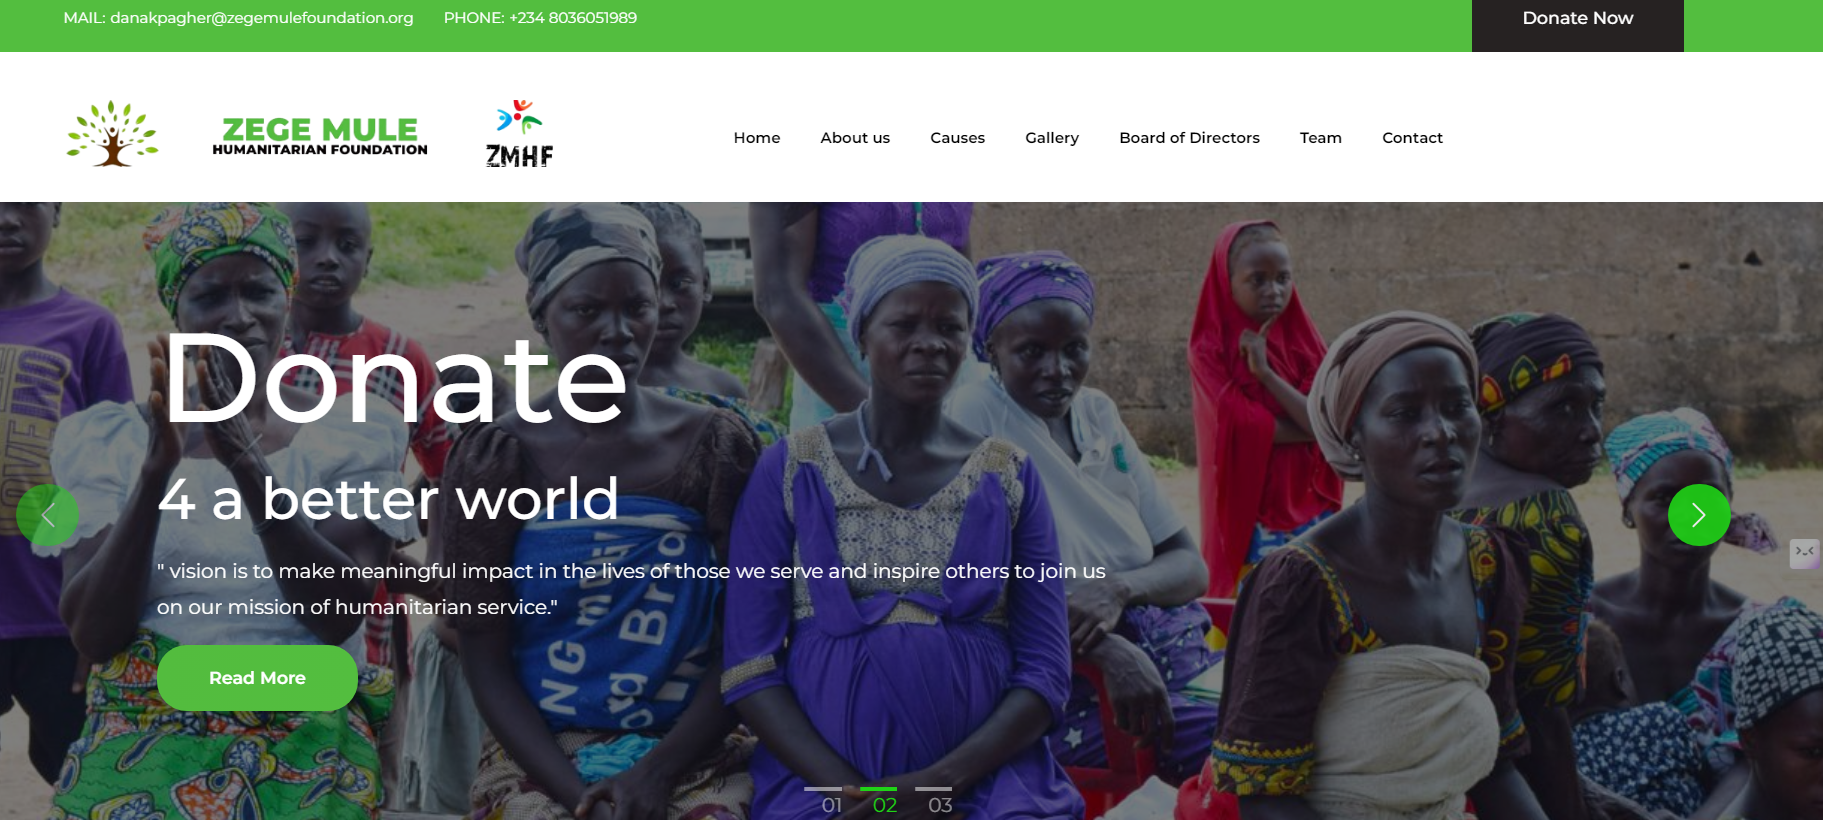 MAIL: danakpagher@zegemulefoundation.org
PHONE: +234 8036051989
Donate Now
ZEGE MULE
HUMANITARIAN FOUNDATION
ZMHF
Home
About us
Causes
Gallery
Board of Directors
Team
Contact
Donate
4 a better world
" vision is to make meaningful impact in the lives of those we serve and inspire others to join us
on our mission of humanitarian service."
Read More
01
02
03